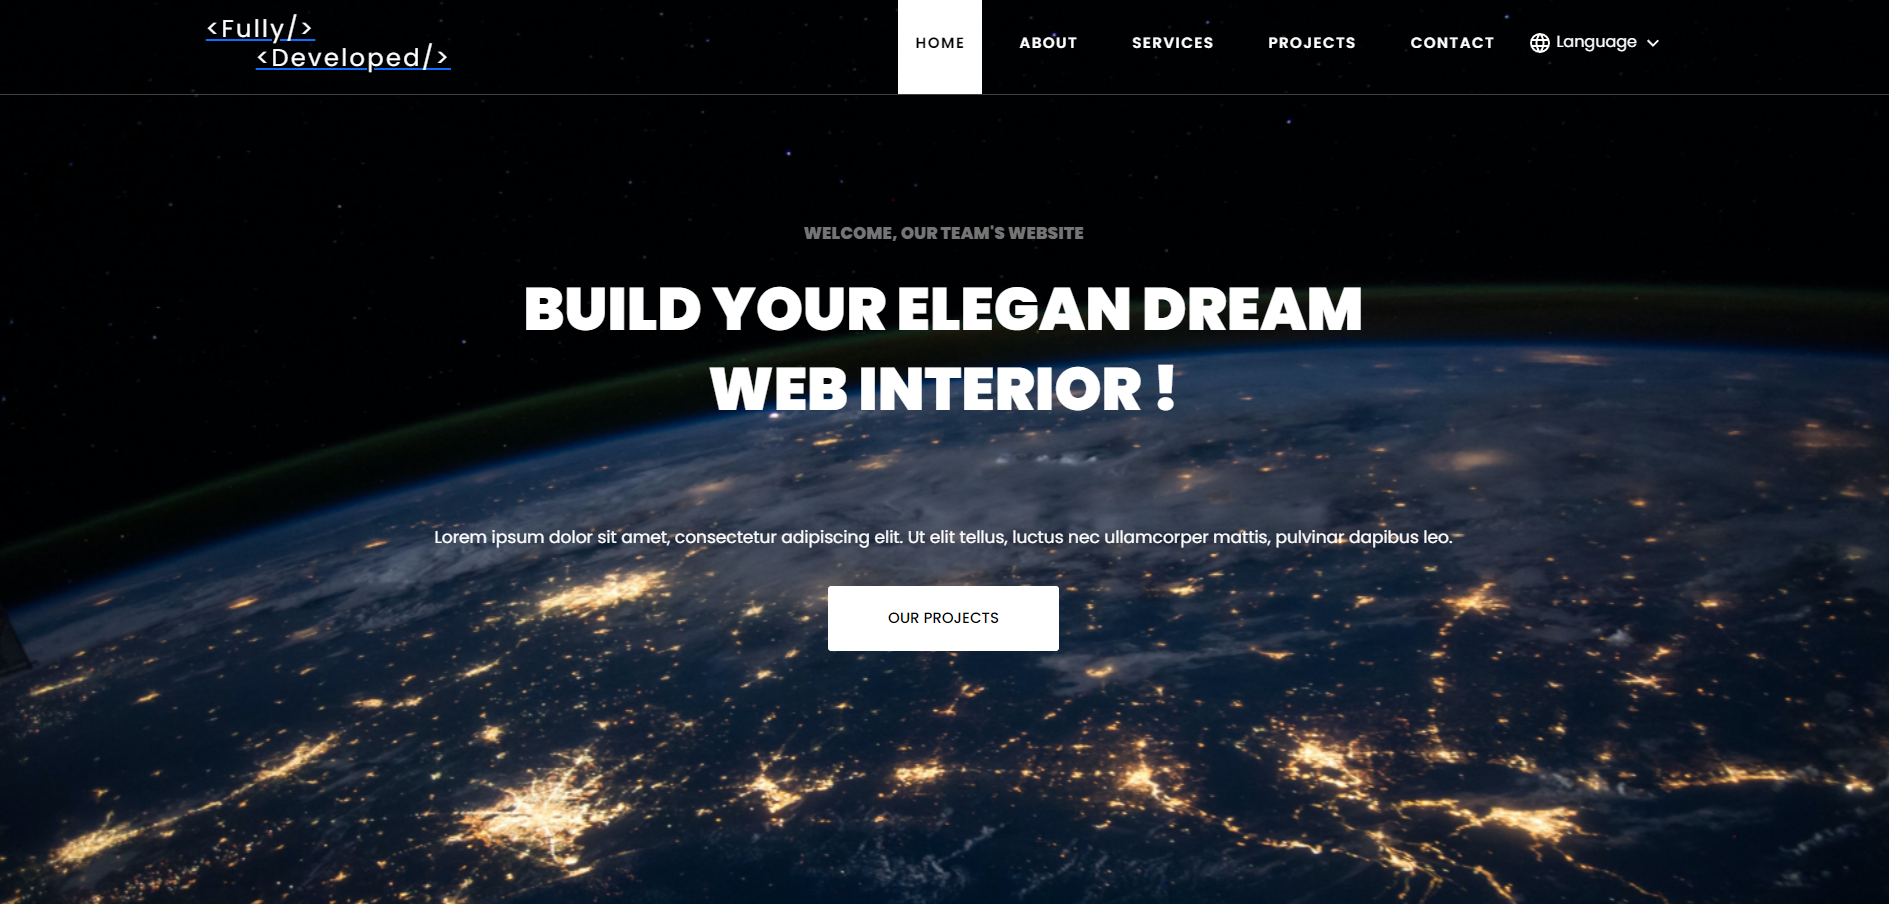 <Fully/>
<Developed/>
HOME ABOUT SERVICES PROJECTS CONTACT Language
WELCOME, OUR TEAM'S WEBSITE
BUILD YOUR ELEGAN DREAM
WEB INTERIOR !
Lorem ipsum dolor sit amet, consectetur adipiscing elit. Ut elit tellus, luctus nec ullamcorper mattis, pulvinar dapibus leo.
OUR PROJECTS